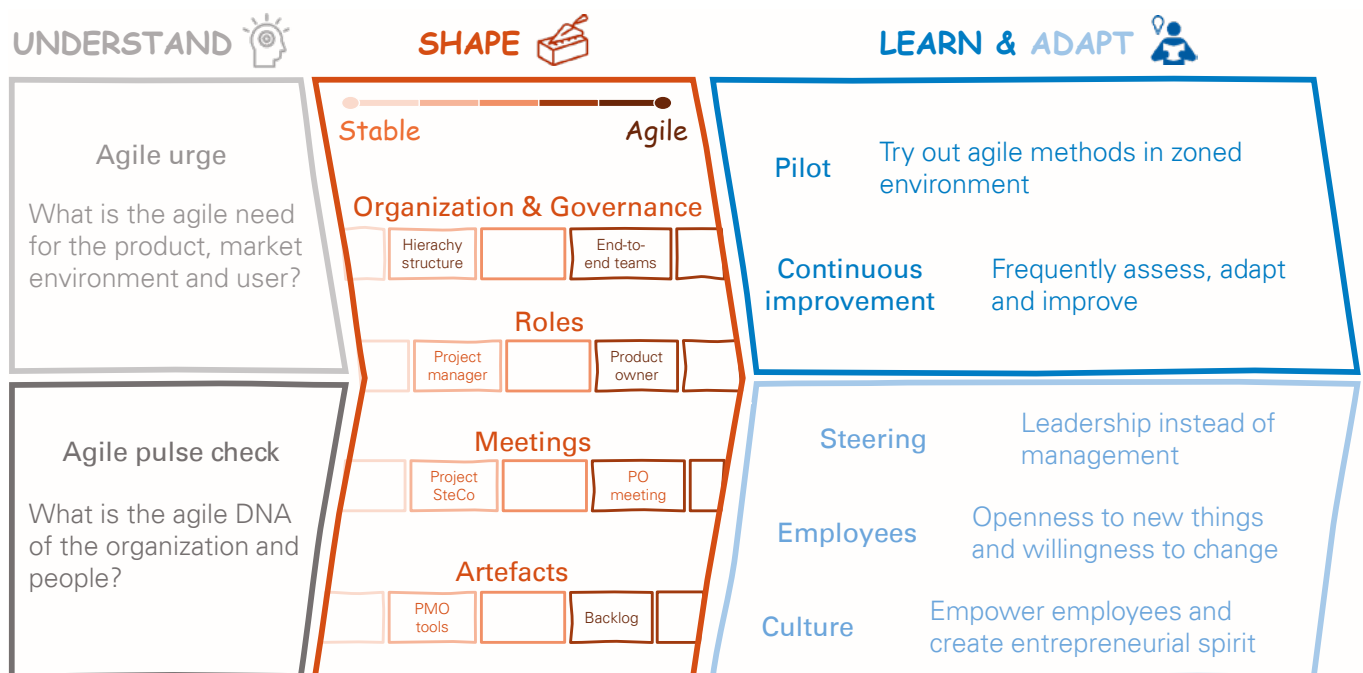 UNDERSTAND
SHAPE
LEARN & ADAPT
Agile urge
What is the agile need
for the product, market
environment and user?
Agile pulse check
What is the agile DNA
of the organization and
people?
Stable
Agile
Organization & Governance
Hierachy
structure
End-to-
end teams
Roles
Project
manager
Product
owner
Meetings
Project
SteCo
PO
meeting
Artefacts
PMO
tools
Backlog
Pilot
Try out agile methods in zoned
environment
Continuous
improvement
Frequently assess, adapt
and improve
Steering
Leadership instead of
management
Employees
Openness to new things
and willingness to change
Culture
Empower employees and
create entrepreneurial spirit